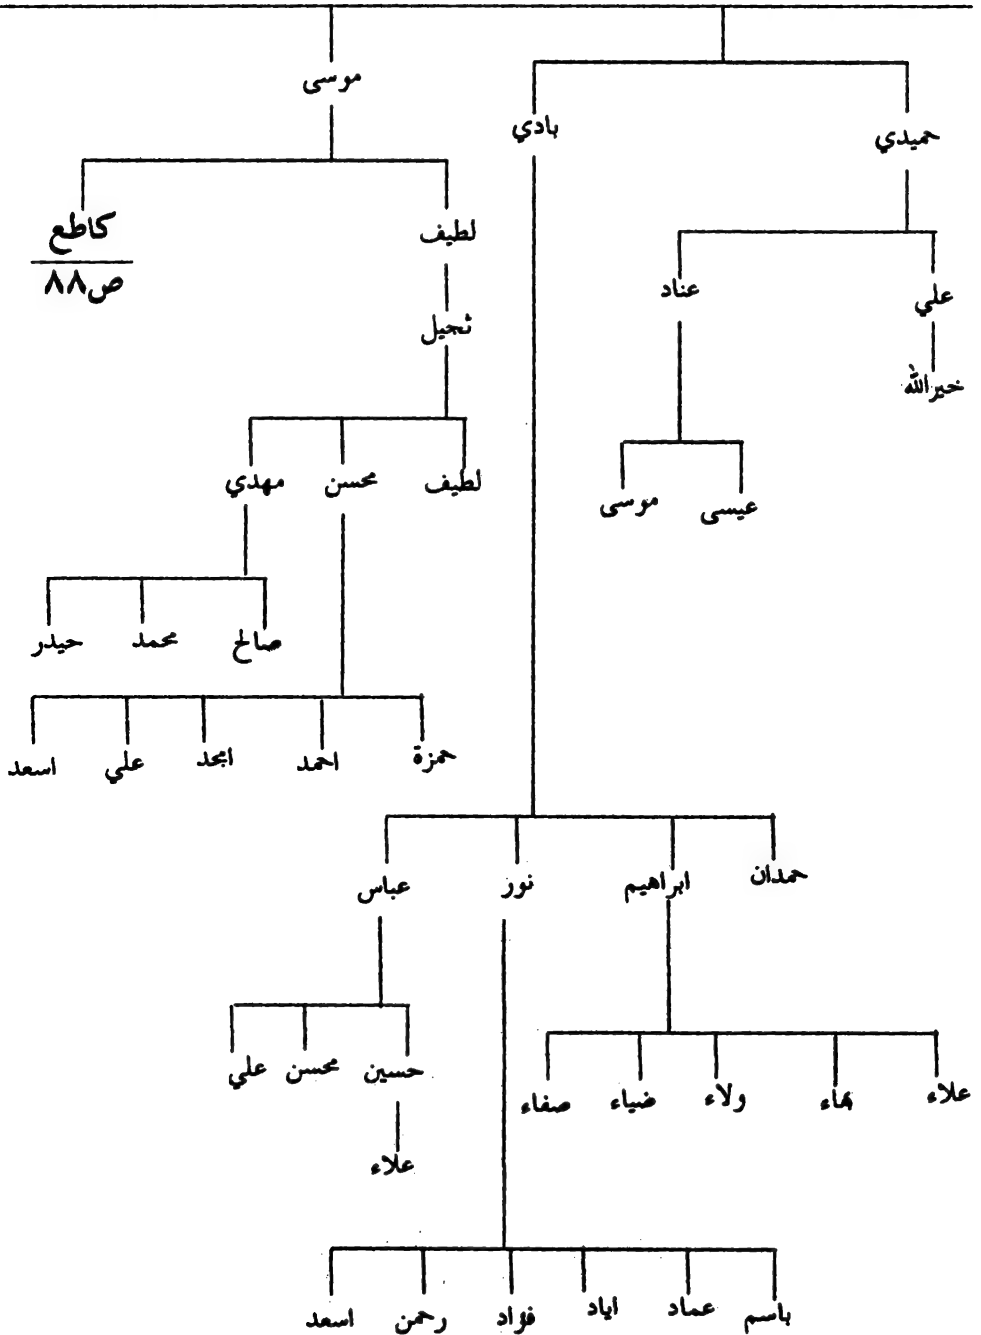 موسى
حميدي
بادي
كاطع
ص٨٨
لطيف
عناد
علي
ثجيل
خيرالله
لطيف
محسن
مهدي
عيسى
موسى
صالح
محمد
حيدر
حمزة
احمد
امجد
علي
اسعد
حمدان
ابراهيم
نور
عباس
حسين
محسن
علي
علاء
بهاء
ولاء
ضياء
صفاء
علاء
باسم
عماد
اياد
فؤاد
رحمن
اسعد